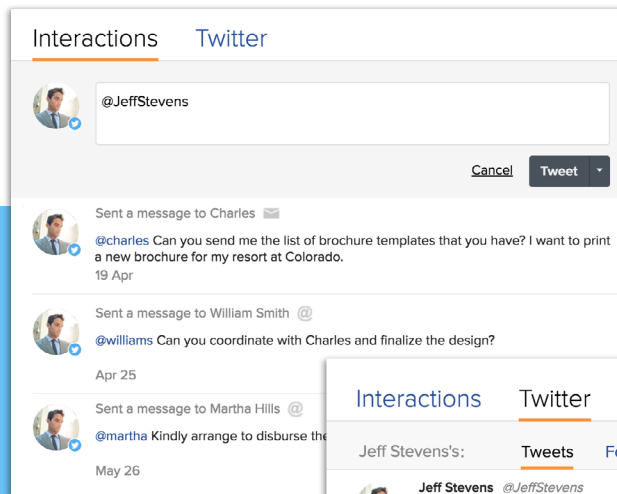 Interactions Twitter
@JeffStevens
Cancel Tweet
Sent a message to Charles
@charles Can you send me the list of brochure templates that you have? I want to print
a new brochure for my resort at Colorado.
19 Apr
Sent a message to William Smith @
@williams Can you coordinate with Charles and finalize the design?
Apr 25
Sent a message to Martha Hills @
@martha Kindly arrange to disburse the
May 26
Interactions Twitter
Jeff Stevens's: Tweets
Jeff Stevens @JeffStevens